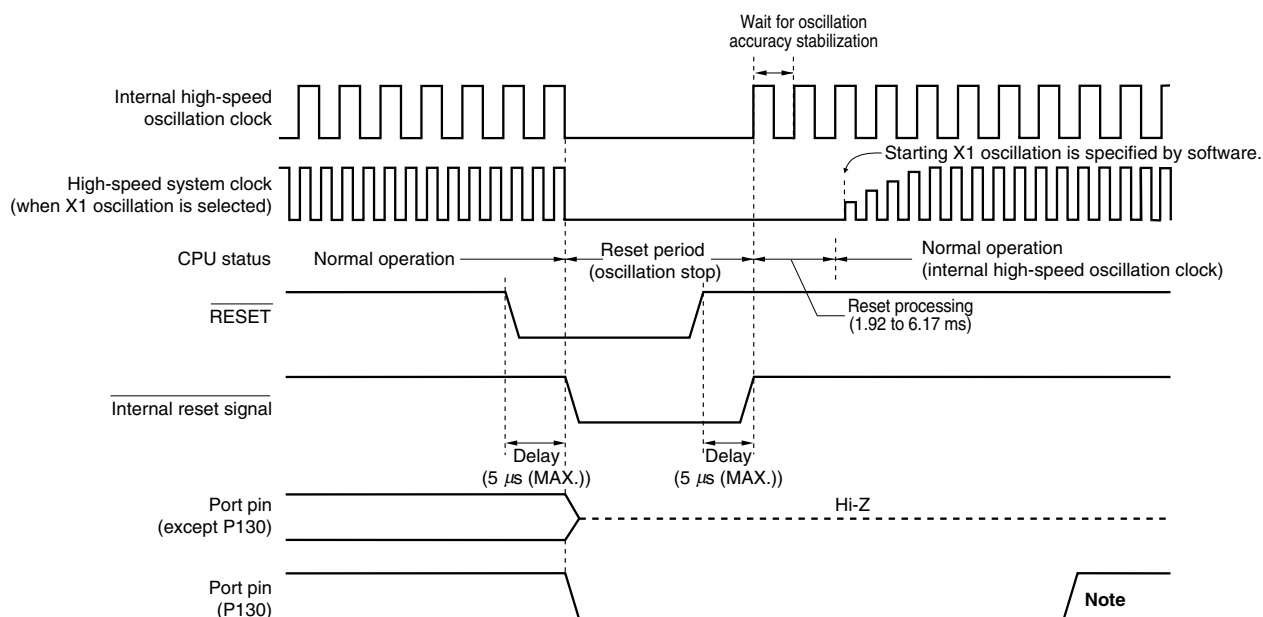 Wait for oscillation
accuracy stabilization
Internal high-speed
oscillation clock
Starting X1 oscillation is specified by software.
High-speed system clock
(when X1 oscillation is selected)
CPU status
Normal operation
Reset period
(oscillation stop)
Normal operation
(internal high-speed oscillation clock)
RESET
Reset processing
(1.92 to 6.17 ms)
Internal reset signal
Delay
(5 μs (MAX.))
Delay
(5 μs (MAX.))
Port pin
(except P130)
Hi-Z
Port pin
(P130)
Note